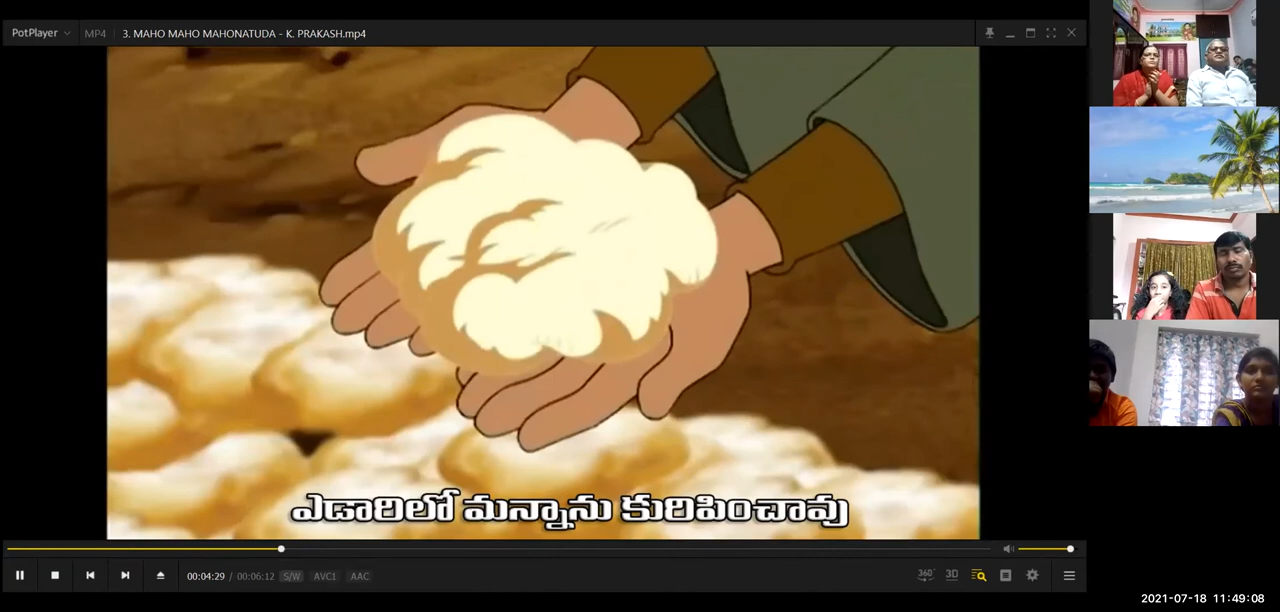 PotPlayer MP4 3. MAHO MAHO MAHONATUDA - K. PRAKASH.mp4
ఎడారిలో మన్నాను కురిపించావు
00:04:29 / 00:06:12 S/W AVC1 AAC 360° 3D
2021-07-18 11:49:08